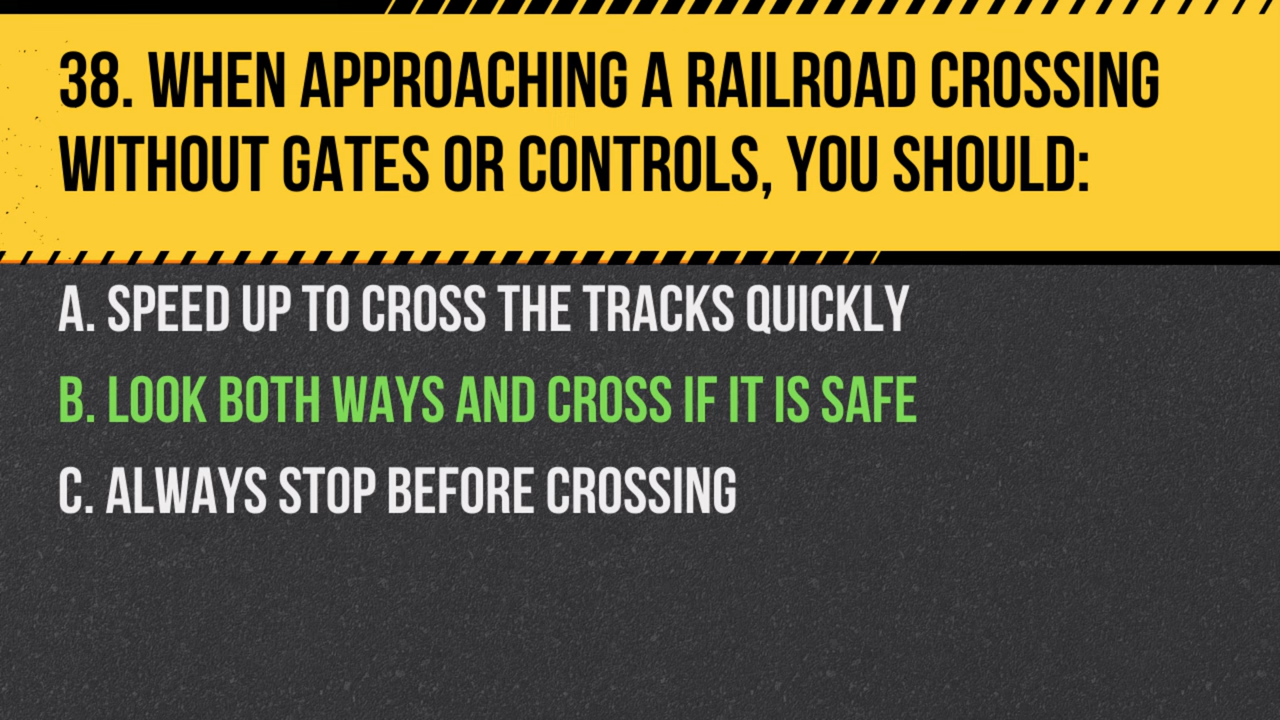 38. WHEN APPROACHING A RAILROAD CROSSING
WITHOUT GATES OR CONTROLS, YOU SHOULD:
A. SPEED UP TO CROSS THE TRACKS QUICKLY
B. LOOK BOTH WAYS AND CROSS IF IT IS SAFE
C. ALWAYS STOP BEFORE CROSSING